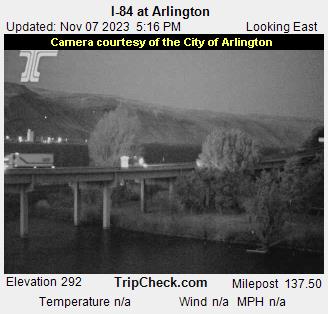 I-84 at Arlington
Updated: Nov 07 2023 5:16 PM Looking East
Camera courtesy of the City of Arlington
Elevation 292 TripCheck.com Milepost 137.50
Temperature n/a Wind n/a MPH n/a